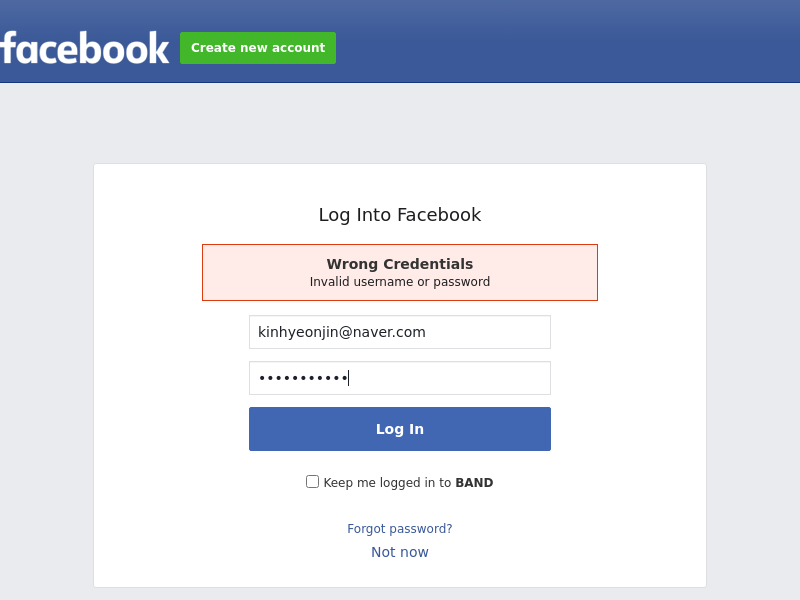 facebook
Create new account
Log Into Facebook
Wrong Credentials
Invalid username or password
kinhyeonjin@naver.com
•••••••••••
Log In
Keep me logged in to BAND
Forgot password?
Not now